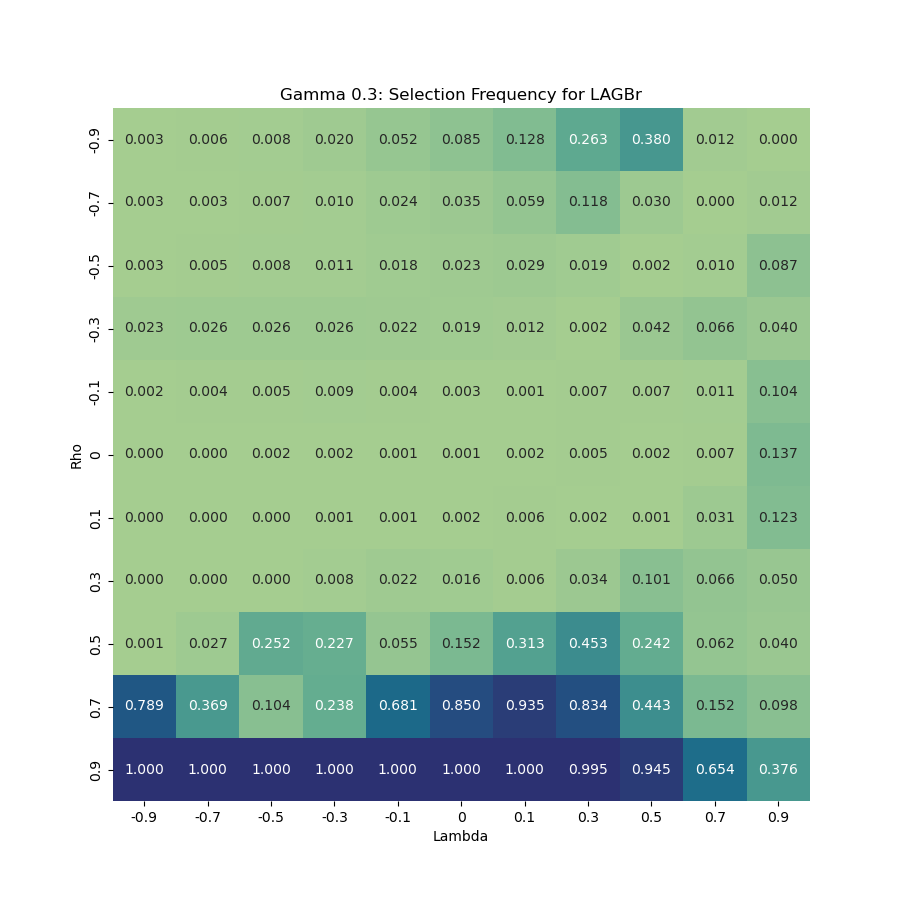 Gamma 0.3: Selection Frequency for LAGBr
-0.9 0.003 0.006 0.008 0.020 0.052 0.085 0.128 0.263 0.380 0.012 0.000
-0.7 0.003 0.003 0.007 0.010 0.024 0.035 0.059 0.118 0.030 0.000 0.012
-0.5 0.003 0.005 0.008 0.011 0.018 0.023 0.029 0.019 0.002 0.010 0.087
-0.3 0.023 0.026 0.026 0.026 0.022 0.019 0.012 0.002 0.042 0.066 0.040
-0.1 0.002 0.004 0.005 0.009 0.004 0.003 0.001 0.007 0.007 0.011 0.104
Rho
0 0.000 0.000 0.002 0.002 0.001 0.001 0.002 0.005 0.002 0.007 0.137
0.1 0.000 0.000 0.000 0.001 0.001 0.002 0.006 0.002 0.001 0.031 0.123
0.3 0.000 0.000 0.000 0.008 0.022 0.016 0.006 0.034 0.101 0.066 0.050
0.5 0.001 0.027 0.252 0.227 0.055 0.152 0.313 0.453 0.242 0.062 0.040
0.7 0.789 0.369 0.104 0.238 0.681 0.850 0.935 0.834 0.443 0.152 0.098
0.9 1.000 1.000 1.000 1.000 1.000 1.000 1.000 0.995 0.945 0.654 0.376
-0.9 -0.7 -0.5 -0.3 -0.1 0 0.1 0.3 0.5 0.7 0.9
Lambda